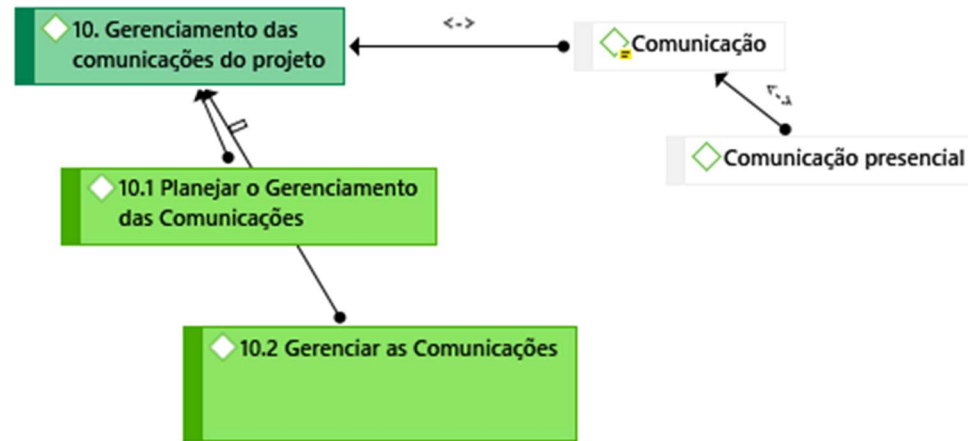 10. Gerenciamento das
comunicações do projeto
<->
Comunicação
<->
Comunicação presencial
10.1 Planejar o Gerenciamento
das Comunicações
10.2 Gerenciar as Comunicações